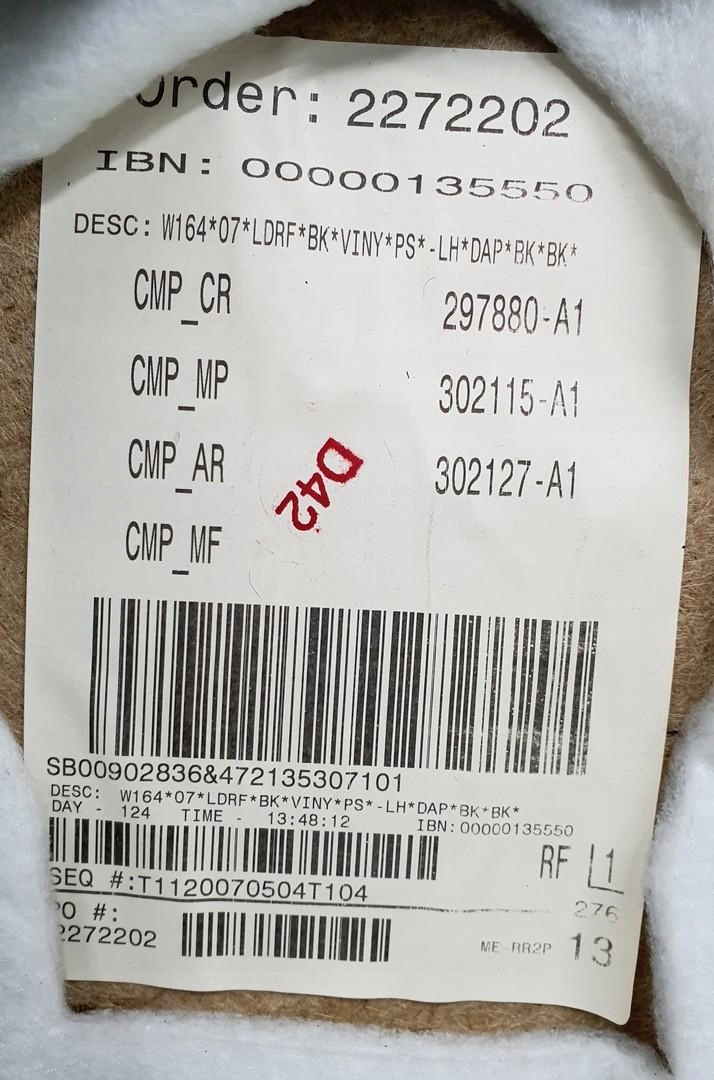 Order: 2272202
IBN: 00000135550
DESC: W164*07*LDRF*BK*VINY*PS*-LH*DAP*BK*BK*
CMP_CR 297880-A1
CMP_MP 302115-A1
CMP_AR 302127-A1
D42
CMP_MF
SB00902836&472135307101
DESC: W164*07*LDRF*BK*VINY*PS*-LH*DAP*BK*BK*
DAY - 124 TIME - 13:48:12 IBN:00000135550
RF L1
SEQ #:T1120070504T104
276
PO #:
2272202
ME-RR2P 13